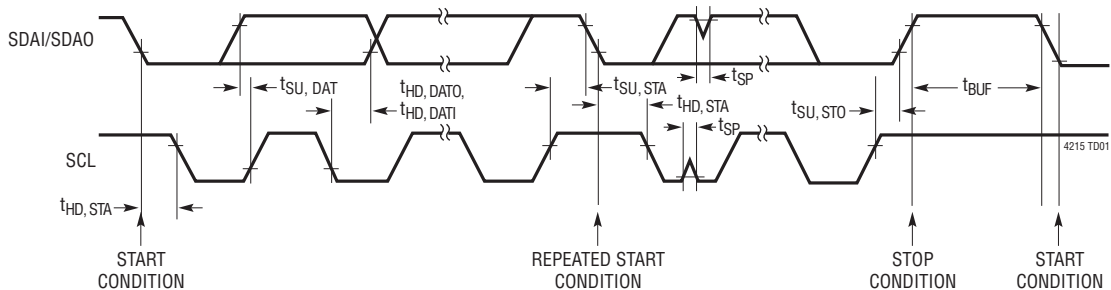 SDAI/SDAO
tSU, DAT
tHD, DATO,
tHD, DATI
tSU, STA
tHD, STA
tSP
tSP
tSU, STO
tBUF
4215 TD01
SCL
tHD, STA
START
CONDITION
REPEATED START
CONDITION
STOP
CONDITION
START
CONDITION